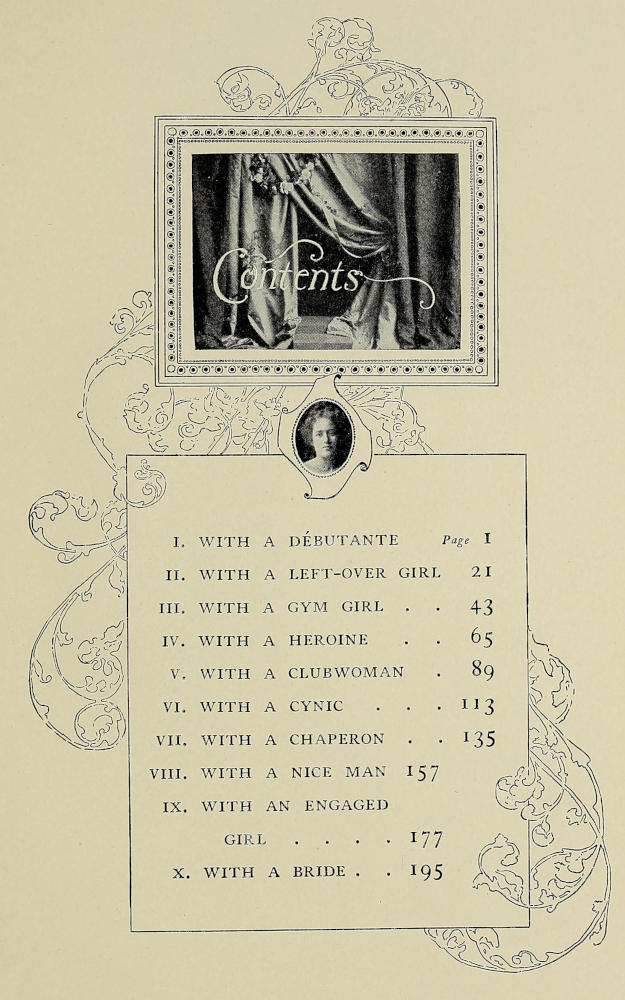 Contents
I. WITH A DÉBUTANTE Page 1
II. WITH A LEFT-OVER GIRL 21
III. WITH A GYM GIRL . . 43
IV. WITH A HEROINE . . 65
V. WITH A CLUBWOMAN . 89
VI. WITH A CYNIC . . . 113
VII. WITH A CHAPERON . . 135
VIII. WITH A NICE MAN 157
IX. WITH AN ENGAGED
GIRL . . . . 177
X. WITH A BRIDE . . 195